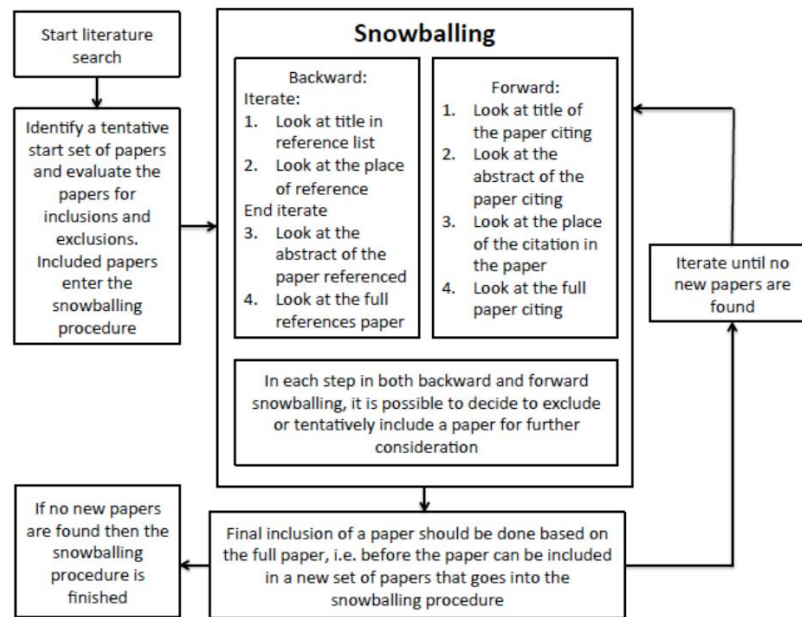 Start literature
search
Identify a tentative
start set of papers
and evaluate the
papers for
inclusions and
exclusions.
Included papers
enter the
snowballing
procedure
Snowballing
Backward:
Iterate:
1. Look at title in
reference list
2. Look at the place
of reference
End iterate
3. Look at the
abstract of the
paper referenced
4. Look at the full
references paper
Forward:
1. Look at title of
the paper citing
2. Look at the
abstract of the
paper citing
3. Look at the place
of the citation in
the paper
4. Look at the full
paper citing
In each step in both backward and forward
snowballing, it is possible to decide to exclude
or tentatively include a paper for further
consideration
Iterate until no
new papers are
found
If no new papers
are found then the
snowballing
procedure is
finished
Final inclusion of a paper should be done based on
the full paper, i.e. before the paper can be included
in a new set of papers that goes into the
snowballing procedure